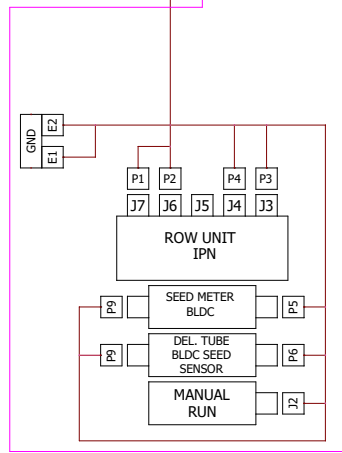 GND
E2
E1
P1 P2 P4 P3
J7 J6 J5 J4 J3
ROW UNIT
IPN
P9
SEED METER
BLDC
P5
P9
DEL. TUBE
BLDC SEED
SENSOR
P6
MANUAL
RUN
J2